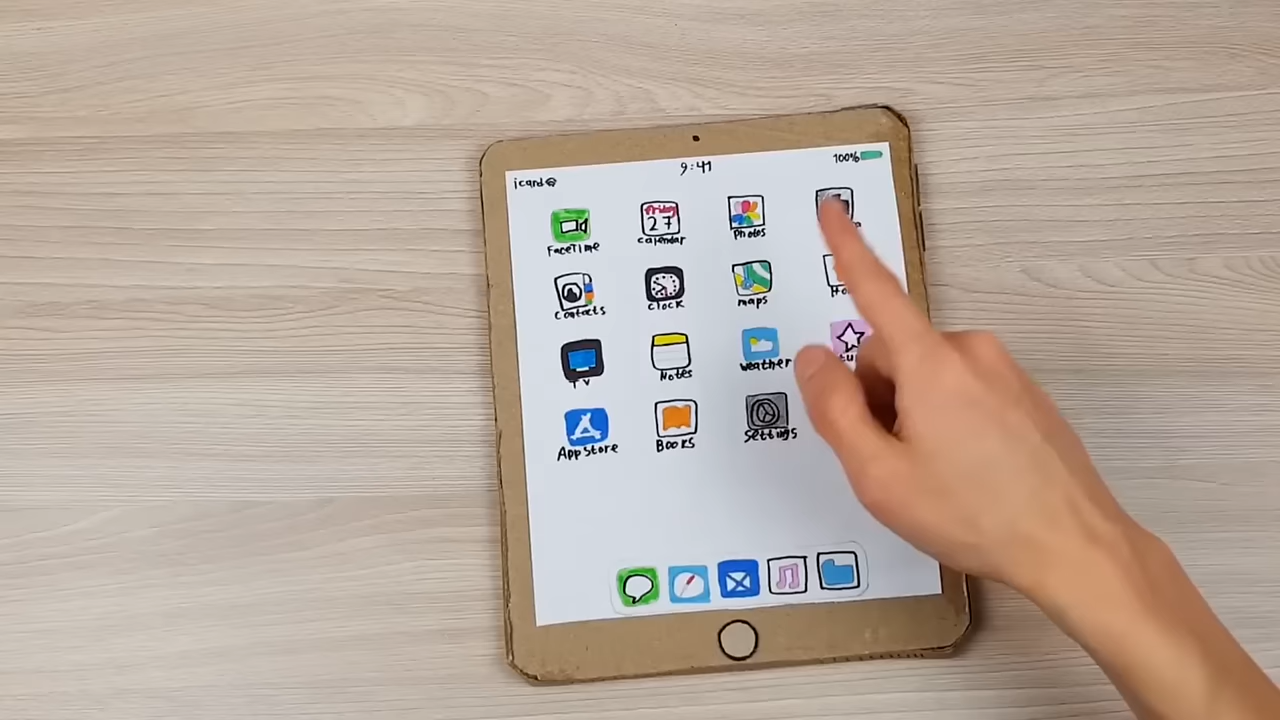 icard 9:41 100%
FaceTime Friday 27 calendar Photos
contacts clock maps
TV Notes weather
App Store Books Settings